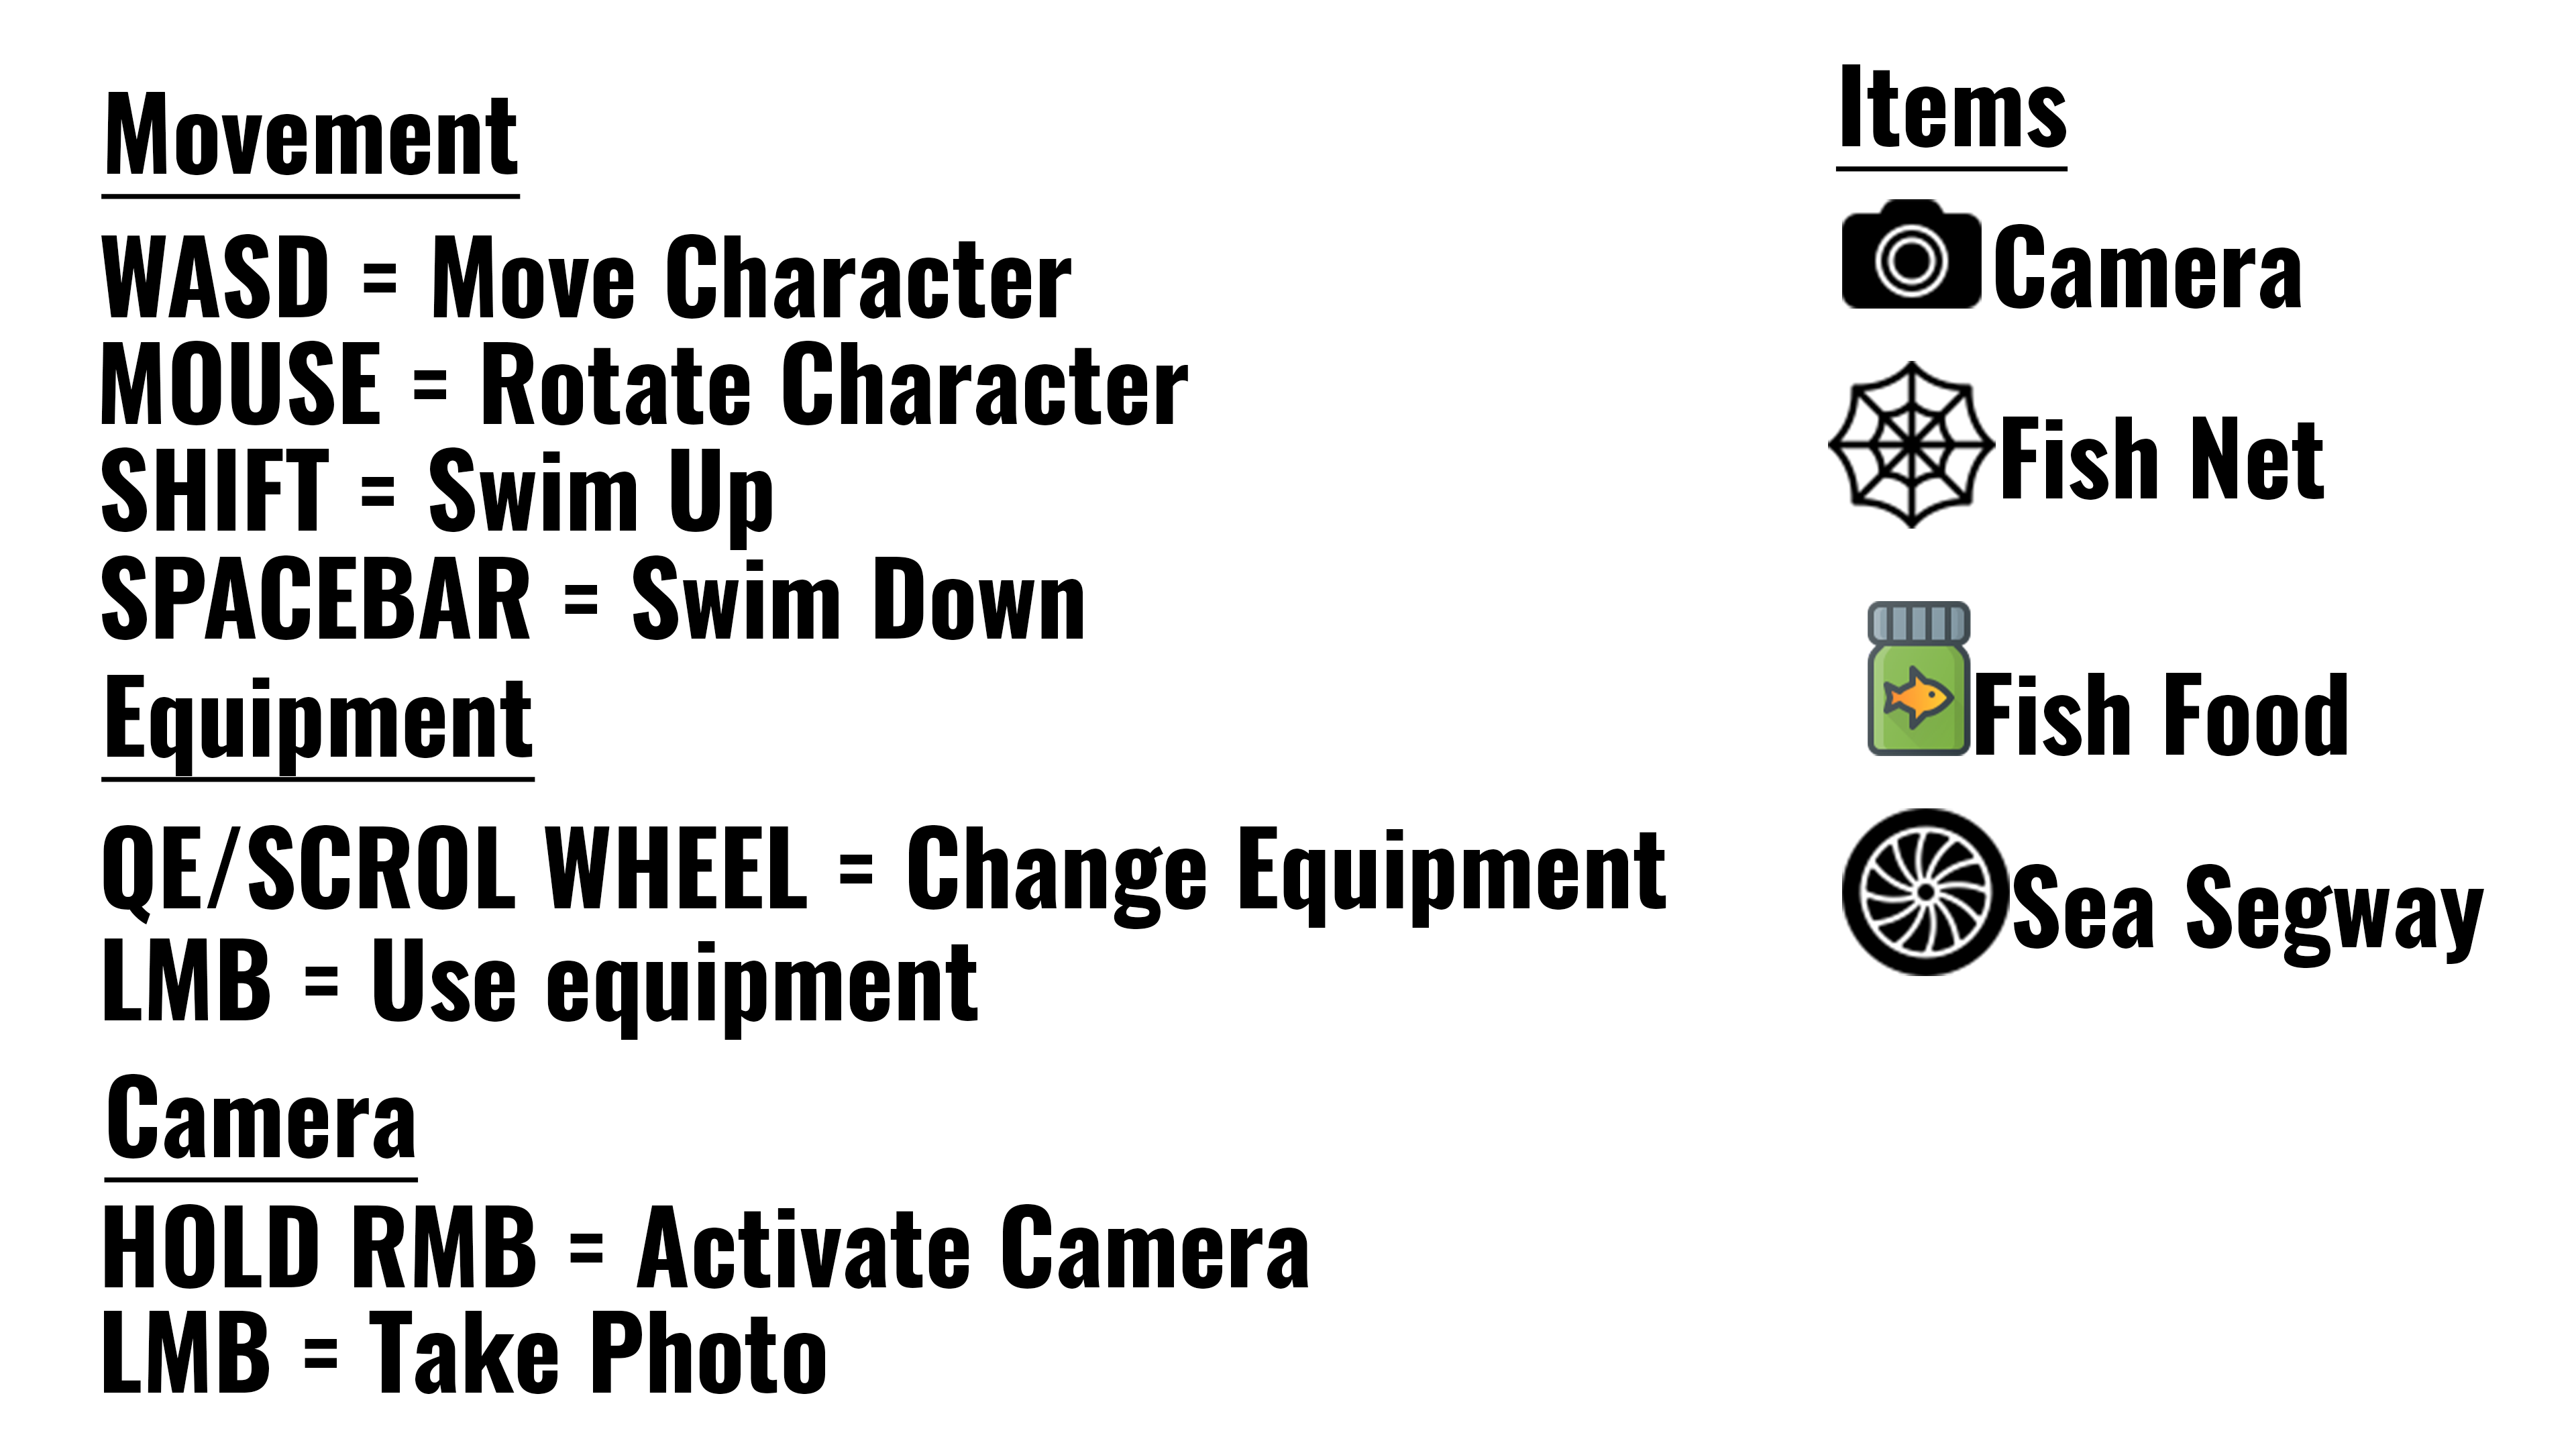 Movement
WASD = Move Character
MOUSE = Rotate Character
SHIFT = Swim Up
SPACEBAR = Swim Down
Equipment
QE/SCROL WHEEL = Change Equipment
LMB = Use equipment
Camera
HOLD RMB = Activate Camera
LMB = Take Photo
Items
Camera
Fish Net
Fish Food
Sea Segway